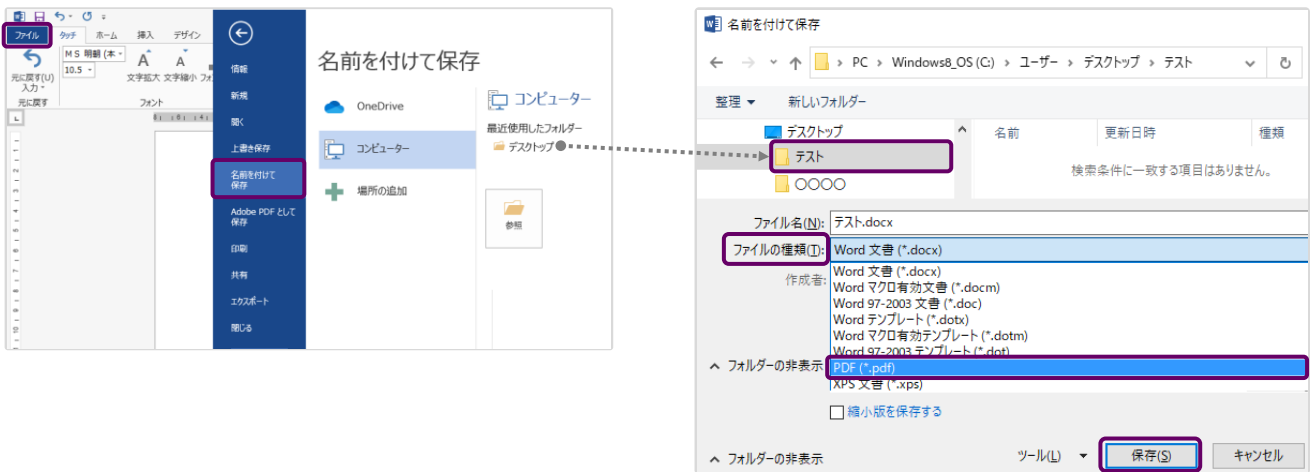 ファイル
タッチ
ホーム
挿入
デザイン
元に戻す(U)
入力・
元に戻す
ＭＳ 明朝 (本
10.5
A
A
文字拡大 文字縮小 フォ
フォント
情報
新規
開く
上書き保存
名前を付けて
保存
Adobe PDF として
保存
印刷
共有
エクスポート
閉じる
名前を付けて保存
OneDrive
コンピューター
場所の追加
コンピューター
最近使用したフォルダー
デスクトップ
参照
名前を付けて保存
PC › Windows8_OS (C:) › ユーザー › デスクトップ › テスト
整理 ▼ 新しいフォルダー
デスクトップ
テスト
〇〇〇〇
名前 更新日時 種類
検索条件に一致する項目はありません。
ファイル名(N): テスト.docx
ファイルの種類(T): Word 文書 (*.docx)
作成者:
Word 文書 (*.docx)
Word マクロ有効文書 (*.docm)
Word 97-2003 文書 (*.doc)
Word テンプレート (*.dotx)
Word マクロ有効テンプレート (*.dotm)
Word 97-2003 テンプレート (*.dot)
PDF (*.pdf)
XPS 文書 (*.xps)
フォルダーの非表示
縮小版を保存する
フォルダーの非表示
ツール(L) ▼ 保存(S) キャンセル